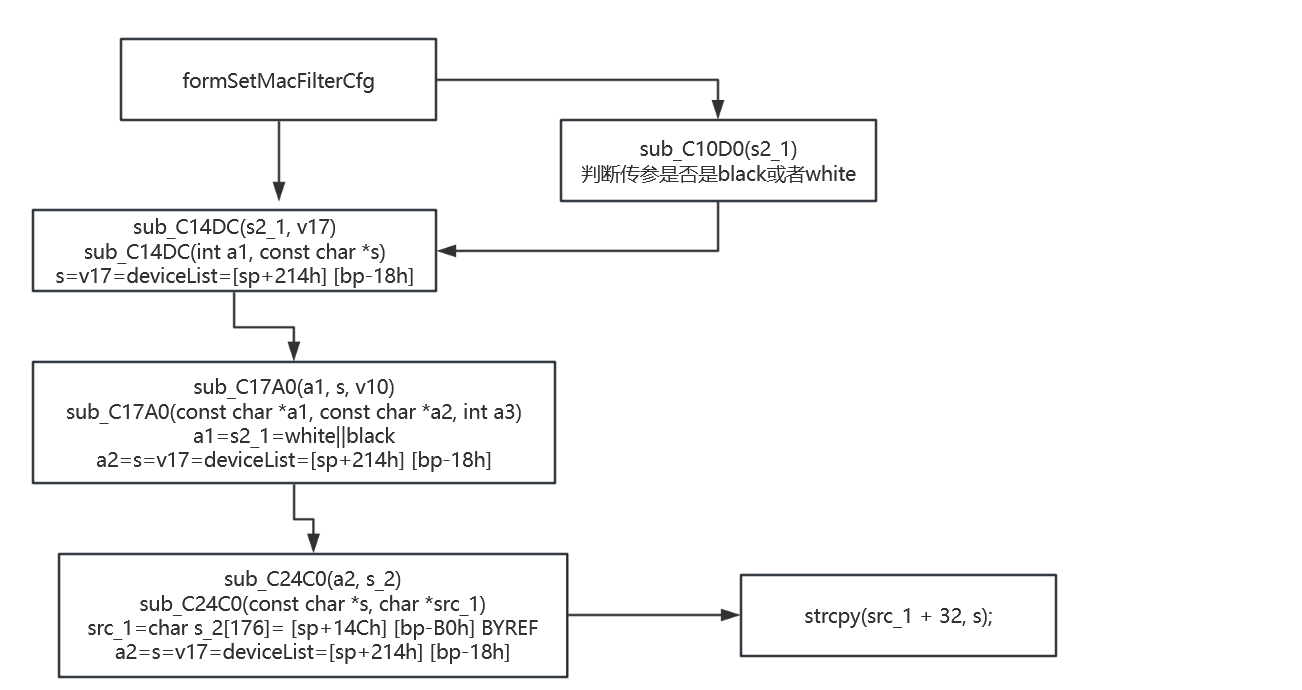 formSetMacFilterCfg
sub_C10D0(s2_1)
判断传参是否是black或者white
sub_C14DC(s2_1, v17)
sub_C14DC(int a1, const char *s)
s=v17=deviceList=[sp+214h] [bp-18h]
sub_C17A0(a1, s, v10)
sub_C17A0(const char *a1, const char *a2, int a3)
a1=s2_1=white||black
a2=s=v17=deviceList=[sp+214h] [bp-18h]
sub_C24C0(a2, s_2)
sub_C24C0(const char *s, char *src_1)
src_1=char s_2[176]= [sp+14Ch] [bp-B0h] BYREF
a2=s=v17=deviceList=[sp+214h] [bp-18h]
strcpy(src_1 + 32, s);